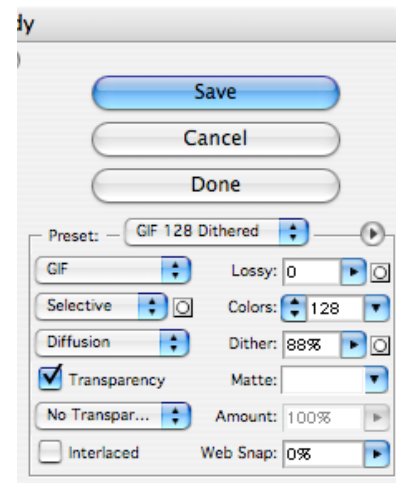 dy
Save
Cancel
Done
Preset: GIF 128 Dithered
GIF Lossy: 0
Selective Colors: 128
Diffusion Dither: 88%
Transparency Matte:
No Transpar... Amount: 100%
Interlaced Web Snap: 0%